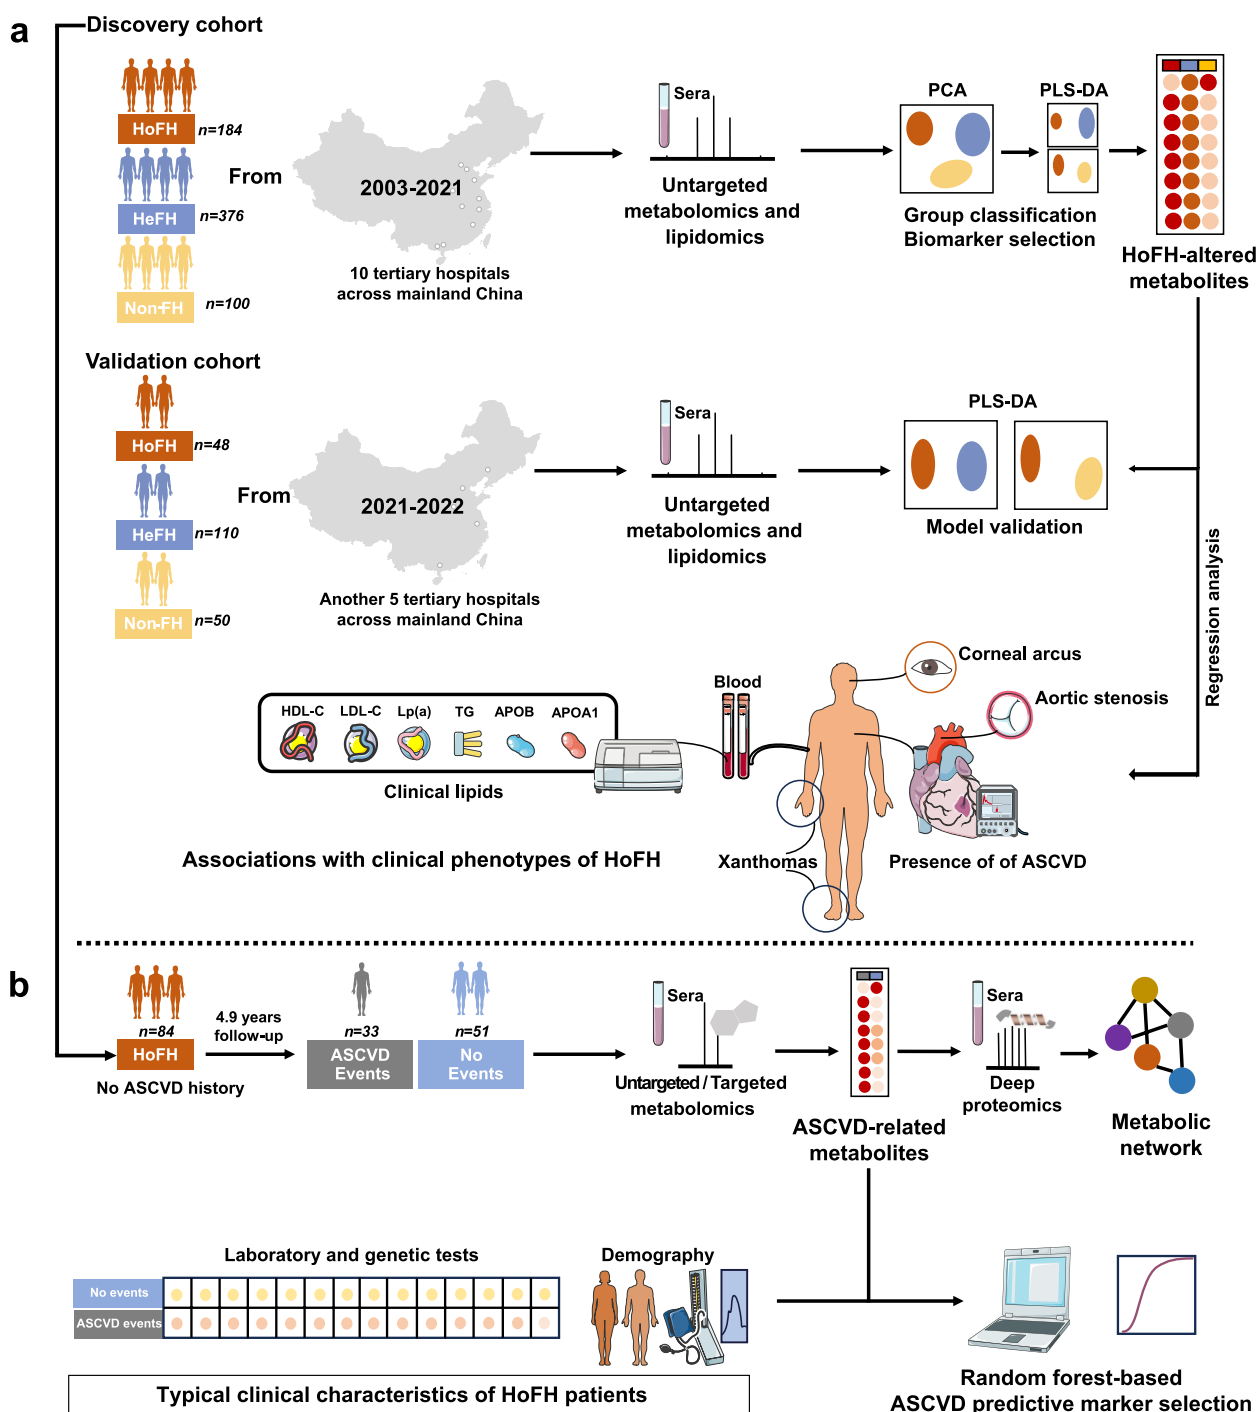 a
Discovery cohort
HoFH
n=184
HeFH
n=376
Non-FH
n=100
From
2003-2021
10 tertiary hospitals
across mainland China
Sera
Untargeted
metabolomics and
lipidomics
PCA
PLS-DA
Group classification
Biomarker selection
HoFH-altered
metabolites
Validation cohort
HoFH
n=48
HeFH
n=110
Non-FH
n=50
From
2021-2022
Another 5 tertiary hospitals
across mainland China
Sera
Untargeted
metabolomics and
lipidomics
PLS-DA
Model validation
Regression analysis
HDL-C
LDL-C
Lp(a)
TG
APOB
APOA1
Clinical lipids
Blood
Corneal arcus
Aortic stenosis
Xanthomas
Presence of of ASCVD
Associations with clinical phenotypes of HoFH
b
n=84
HoFH
No ASCVD history
4.9 years
follow-up
n=33
ASCVD
Events
n=51
No
Events
Sera
Untargeted / Targeted
metabolomics
ASCVD-related
metabolites
Sera
Deep
proteomics
Metabolic
network
Laboratory and genetic tests
No events
ASCVD events
Demography
Typical clinical characteristics of HoFH patients
Random forest-based
ASCVD predictive marker selection